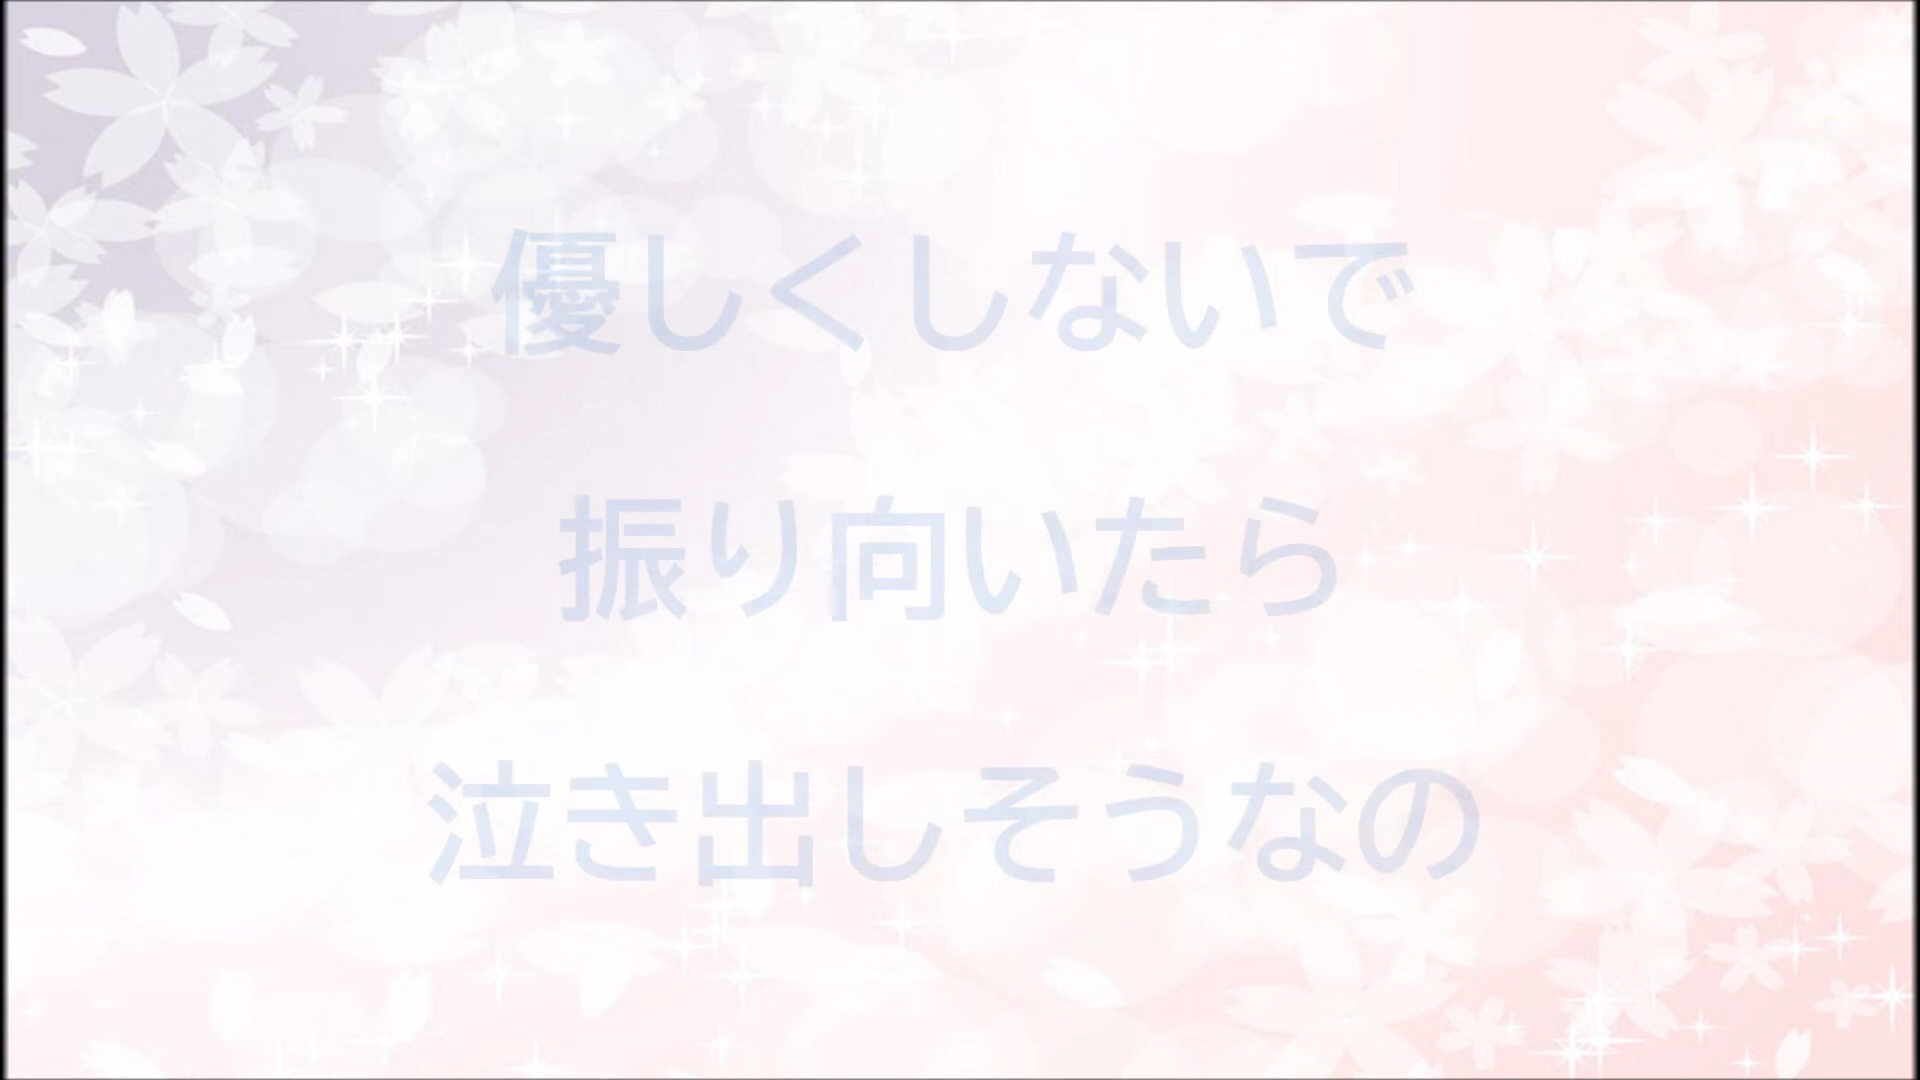 優しくしないで
振り向いたら
泣き出しそうなの